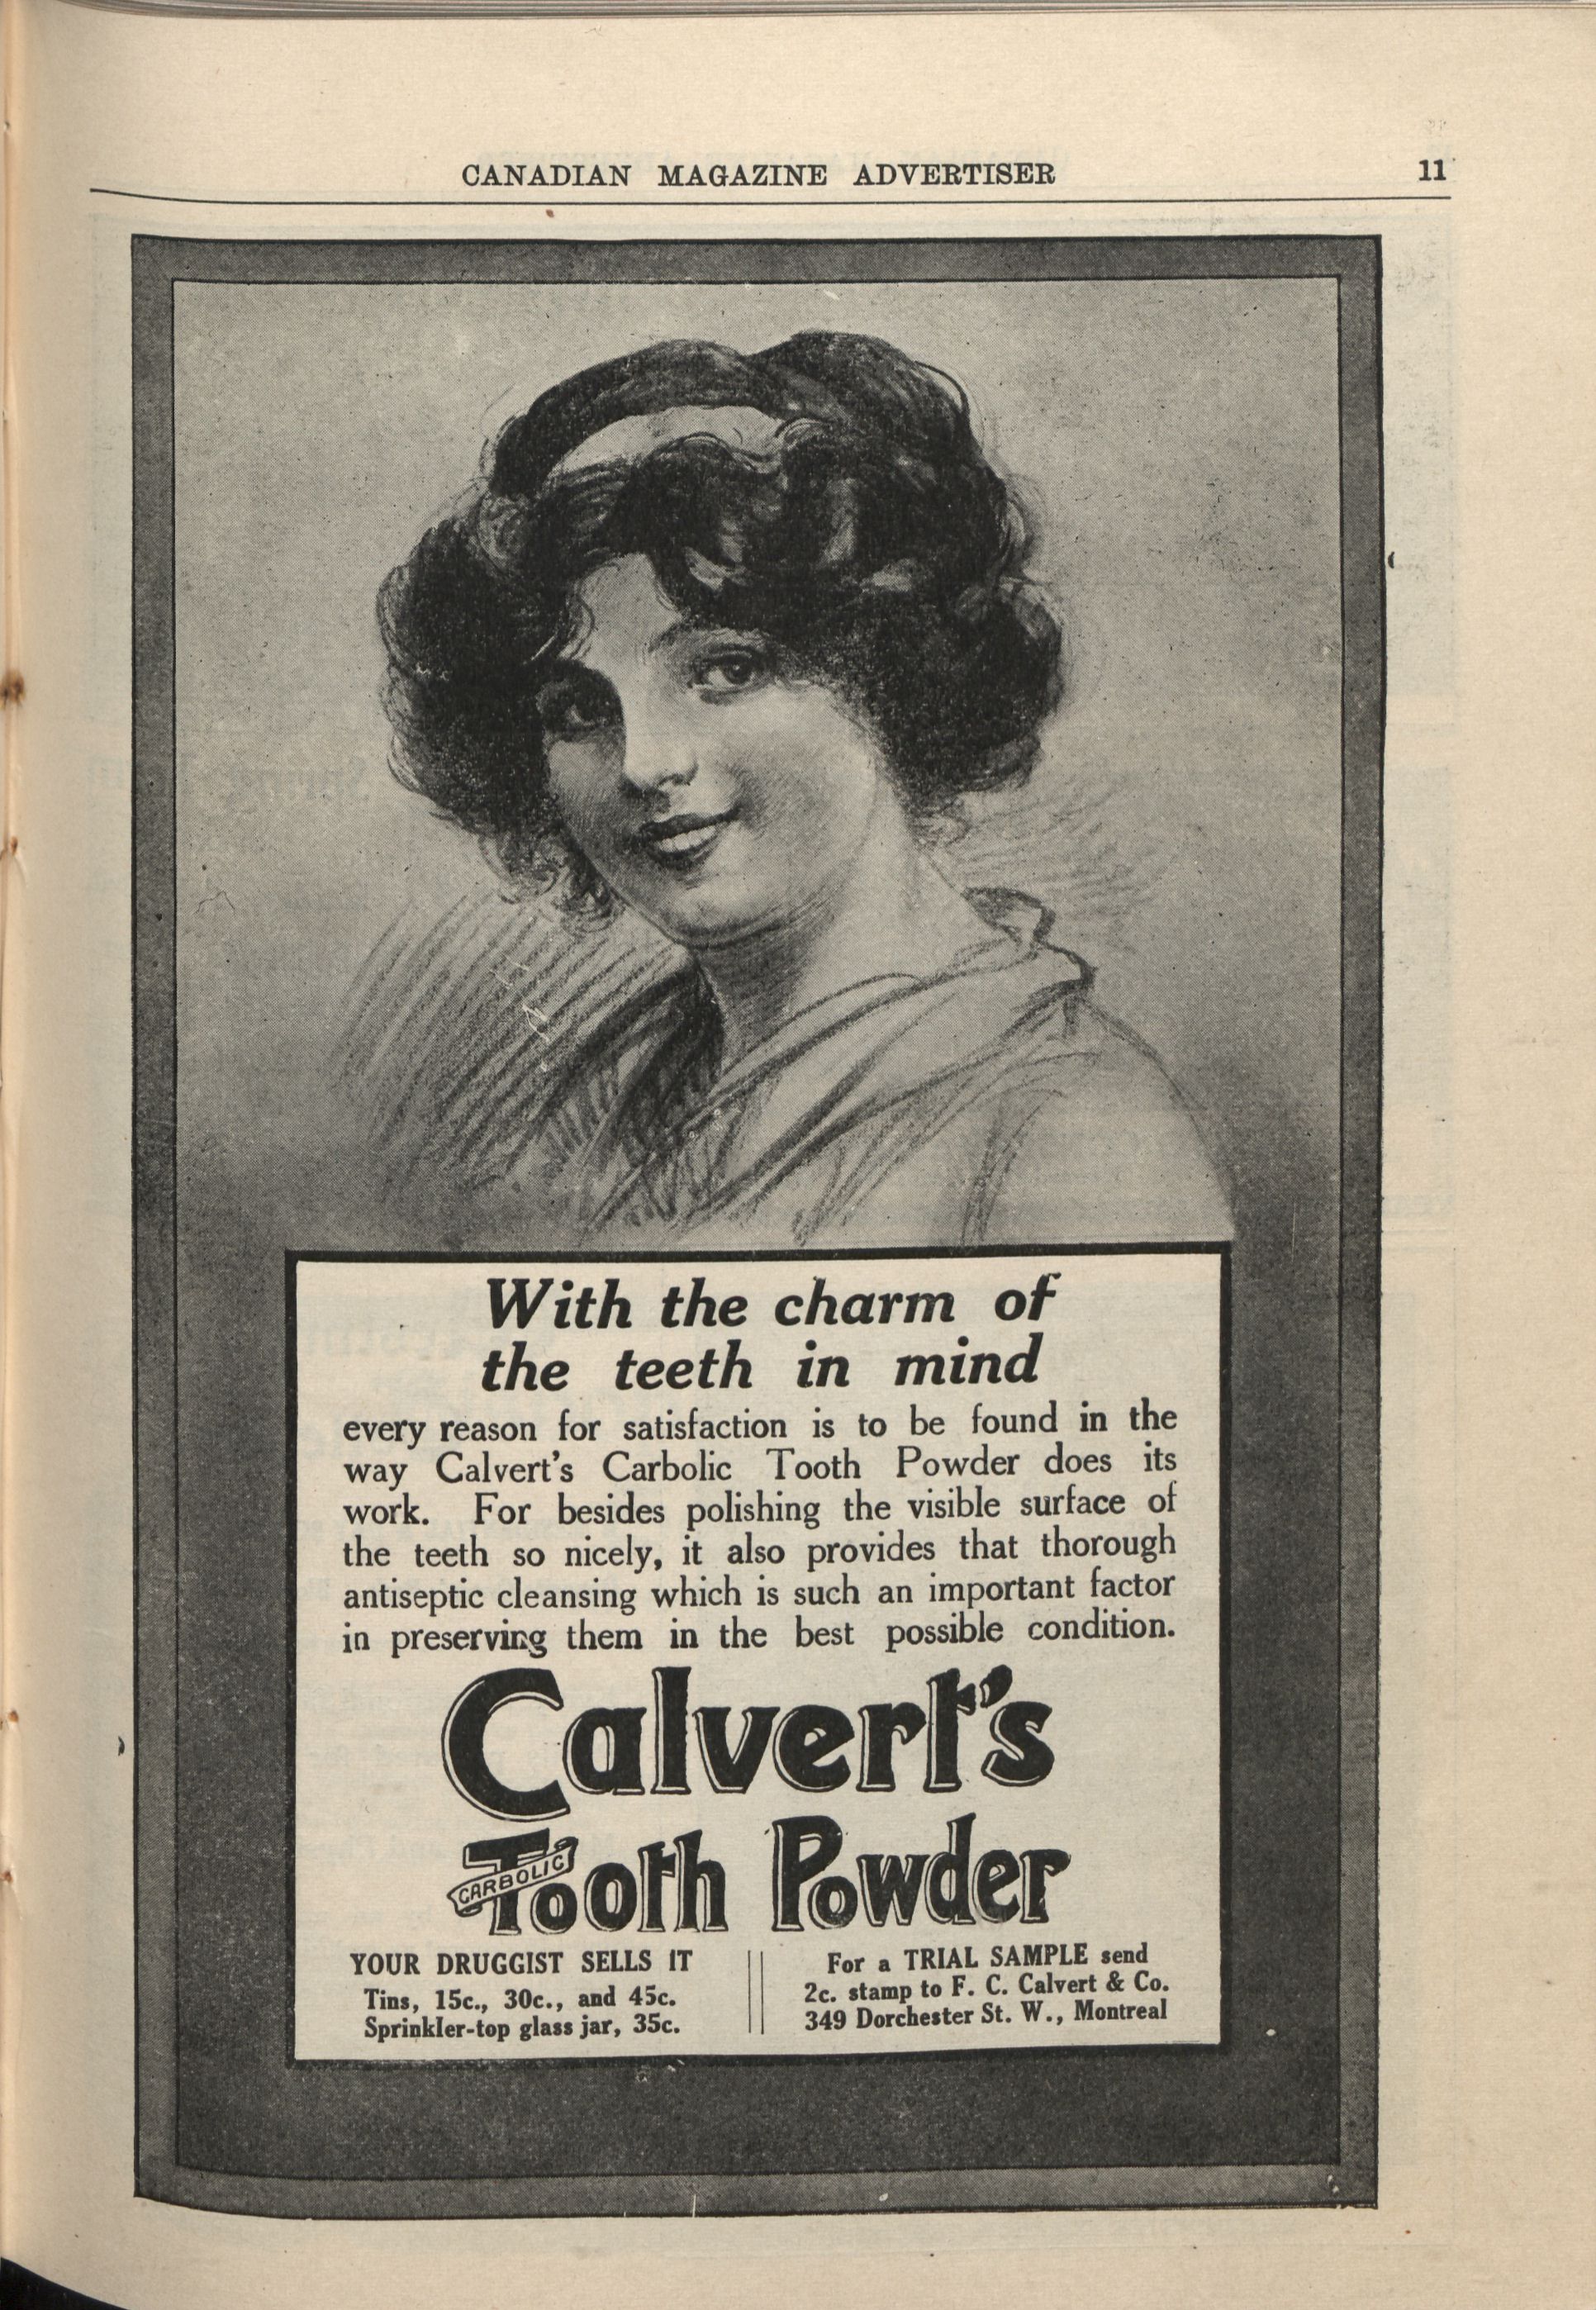 CANADIAN MAGAZINE ADVERTISER 11
With the charm of
the teeth in mind
every reason for satisfaction is to be found in the
way Calvert's Carbolic Tooth Powder does its
work. For besides polishing the visible surface of
the teeth so nicely, it also provides that thorough
antiseptic cleansing which is such an important factor
in preserving them in the best possible condition.
Calvert's
CARBOLIC
Tooth Powder
YOUR DRUGGIST SELLS IT
Tins, 15c., 30c., and 45c.
Sprinkler-top glass jar, 35c.
For a TRIAL SAMPLE send
2c. stamp to F. C. Calvert & Co.
349 Dorchester St. W., Montreal